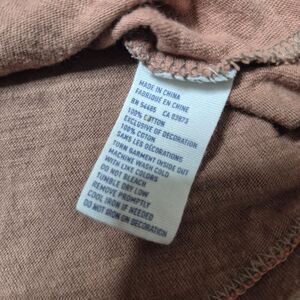 MADE IN CHINA
FABRIQUÉ EN CHINE
RN 54485 CA 03873
100% COTTON
EXCLUSIVE OF DECORATION
100% COTON
SANS LES DÉCORATIONS
TURN GARMENT INSIDE OUT
MACHINE WASH COLD
WITH LIKE COLORS
DO NOT BLEACH
TUMBLE DRY LOW
REMOVE PROMPTLY
COOL IRON IF NEEDED
DO NOT IRON ON DECORATION